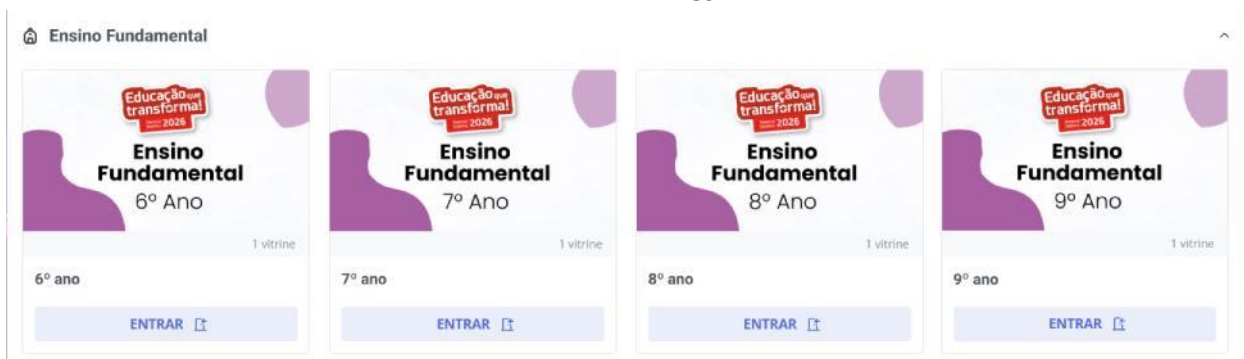 Ensino Fundamental
Educação que
transforma!
2026
Ensino
Fundamental
6º Ano
1 vitrine
6º ano
ENTRAR
Educação que
transforma!
2026
Ensino
Fundamental
7º Ano
1 vitrine
7º ano
ENTRAR
Educação que
transforma!
2026
Ensino
Fundamental
8º Ano
1 vitrine
8º ano
ENTRAR
Educação que
transforma!
2026
Ensino
Fundamental
9º Ano
1 vitrine
9º ano
ENTRAR